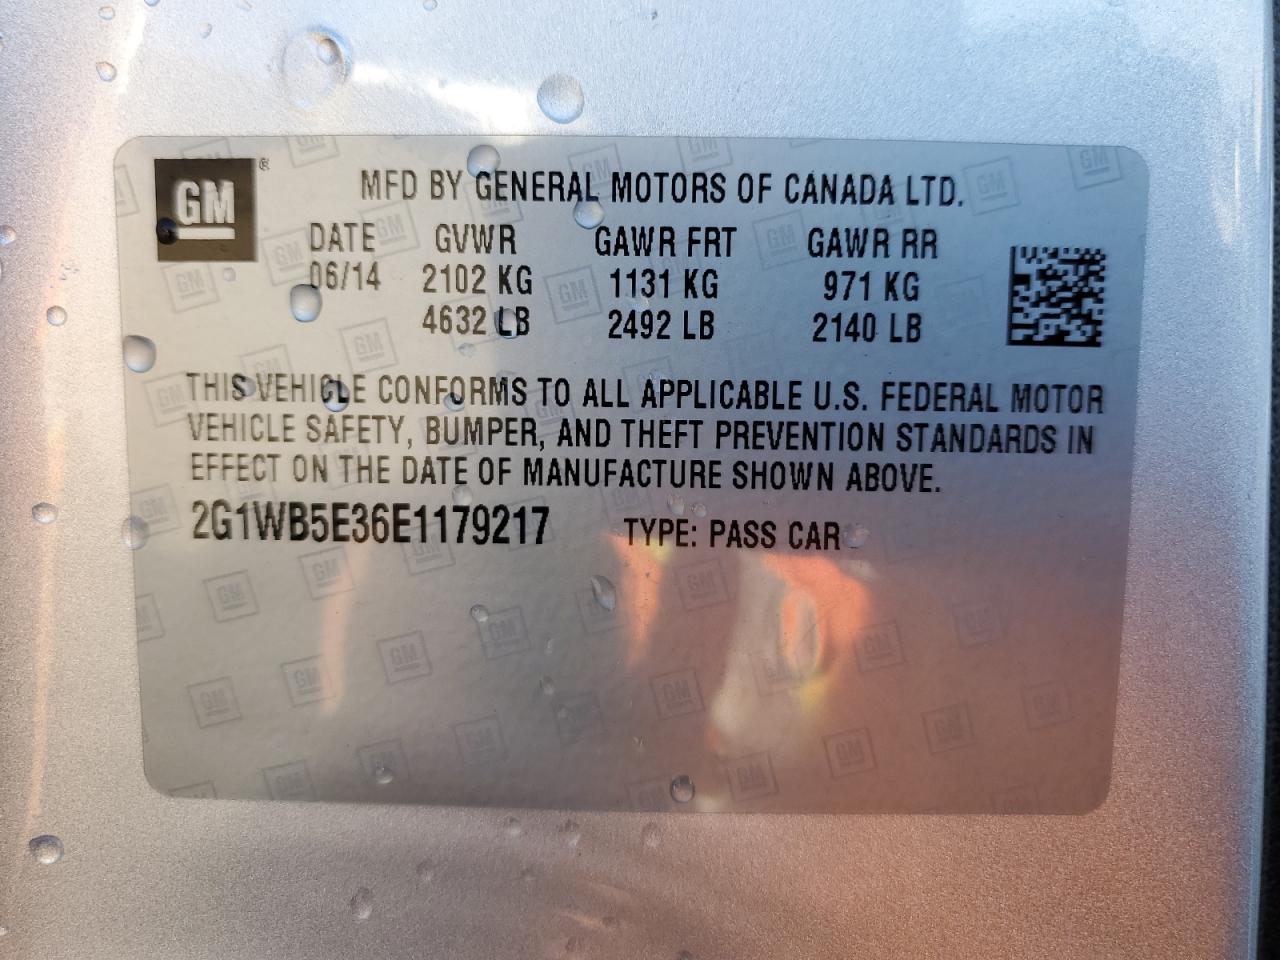 GM ®
MFD BY GENERAL MOTORS OF CANADA LTD.
DATE GVWR GAWR FRT GAWR RR
06/14 2102 KG 1131 KG 971 KG
4632 LB 2492 LB 2140 LB
THIS VEHICLE CONFORMS TO ALL APPLICABLE U.S. FEDERAL MOTOR
VEHICLE SAFETY, BUMPER, AND THEFT PREVENTION STANDARDS IN
EFFECT ON THE DATE OF MANUFACTURE SHOWN ABOVE.
2G1WB5E36E1179217 TYPE: PASS CAR